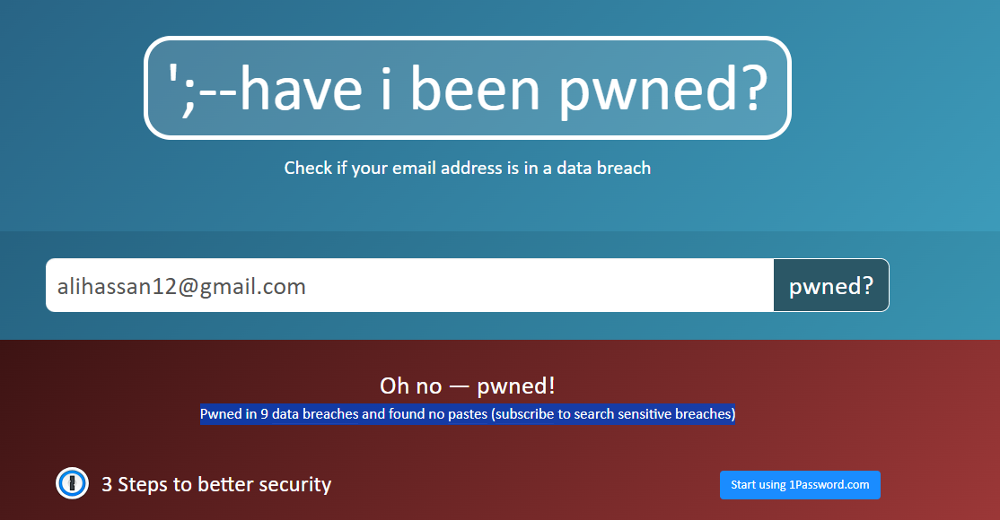 ';--have i been pwned?
Check if your email address is in a data breach
alihassan12@gmail.com
pwned?
Oh no — pwned!
Pwned in 9 data breaches and found no pastes (subscribe to search sensitive breaches)
3 Steps to better security
Start using 1Password.com